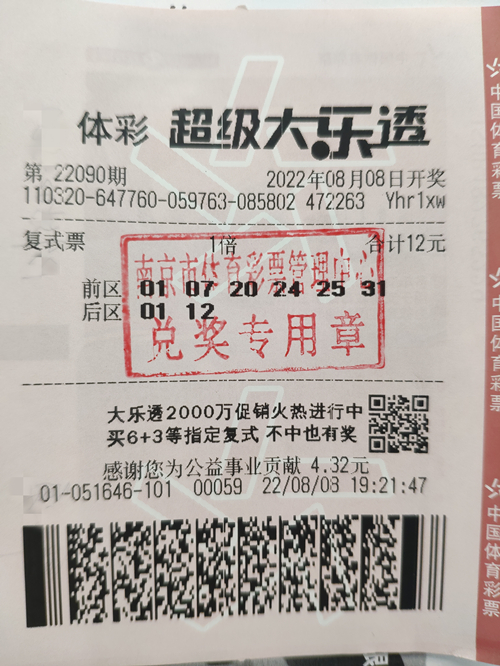 体彩 超级大乐透
第 22090期 2022年08月08日开奖
110320-647760-059763-085802 472263 Yhr1xw
复式票 1倍 合计12元
南京市体育彩票管理中心
前区 01 07 20 24 25 31
后区 01 12
兑奖专用章
大乐透2000万促销火热进行中
买6+3等指定复式 不中也有奖
感谢您为公益事业贡献 4.32元
01-051646-101 00059 22/08/08 19:21:47
中国体育彩票
中国体育彩票